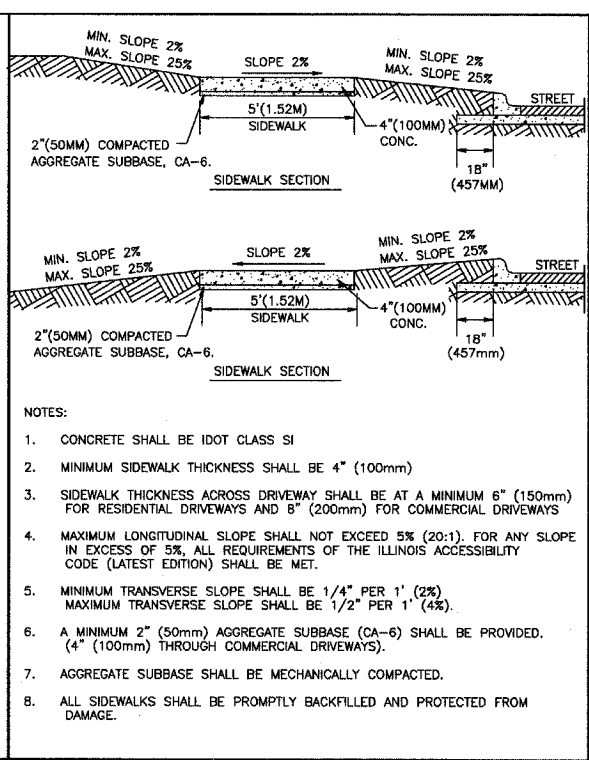 MIN. SLOPE 2%
MAX. SLOPE 25%
SLOPE 2%
MIN. SLOPE 2%
MAX. SLOPE 25%
STREET
5'(1.52M)
SIDEWALK
4"(100MM)
CONC.
2"(50MM) COMPACTED
AGGREGATE SUBBASE, CA-6.
18"
(457MM)
SIDEWALK SECTION
MIN. SLOPE 2%
MAX. SLOPE 25%
SLOPE 2%
MIN. SLOPE 2%
MAX. SLOPE 25%
STREET
5'(1.52M)
SIDEWALK
4"(100MM)
CONC.
2"(50MM) COMPACTED
AGGREGATE SUBBASE, CA-6.
18"
(457mm)
SIDEWALK SECTION
NOTES:
1. CONCRETE SHALL BE IDOT CLASS SI
2. MINIMUM SIDEWALK THICKNESS SHALL BE 4" (100mm)
3. SIDEWALK THICKNESS ACROSS DRIVEWAY SHALL BE AT A MINIMUM 6" (150mm)
FOR RESIDENTIAL DRIVEWAYS AND 8" (200mm) FOR COMMERCIAL DRIVEWAYS
4. MAXIMUM LONGITUDINAL SLOPE SHALL NOT EXCEED 5% (20:1). FOR ANY SLOPE
IN EXCESS OF 5%, ALL REQUIREMENTS OF THE ILLINOIS ACCESSIBILITY
CODE (LATEST EDITION) SHALL BE MET.
5. MINIMUM TRANSVERSE SLOPE SHALL BE 1/4" PER 1' (2%)
MAXIMUM TRANSVERSE SLOPE SHALL BE 1/2" PER 1' (4%).
6. A MINIMUM 2" (50mm) AGGREGATE SUBBASE (CA-6) SHALL BE PROVIDED.
(4" (100mm) THROUGH COMMERCIAL DRIVEWAYS).
7. AGGREGATE SUBBASE SHALL BE MECHANICALLY COMPACTED.
8. ALL SIDEWALKS SHALL BE PROMPTLY BACKFILLED AND PROTECTED FROM
DAMAGE.